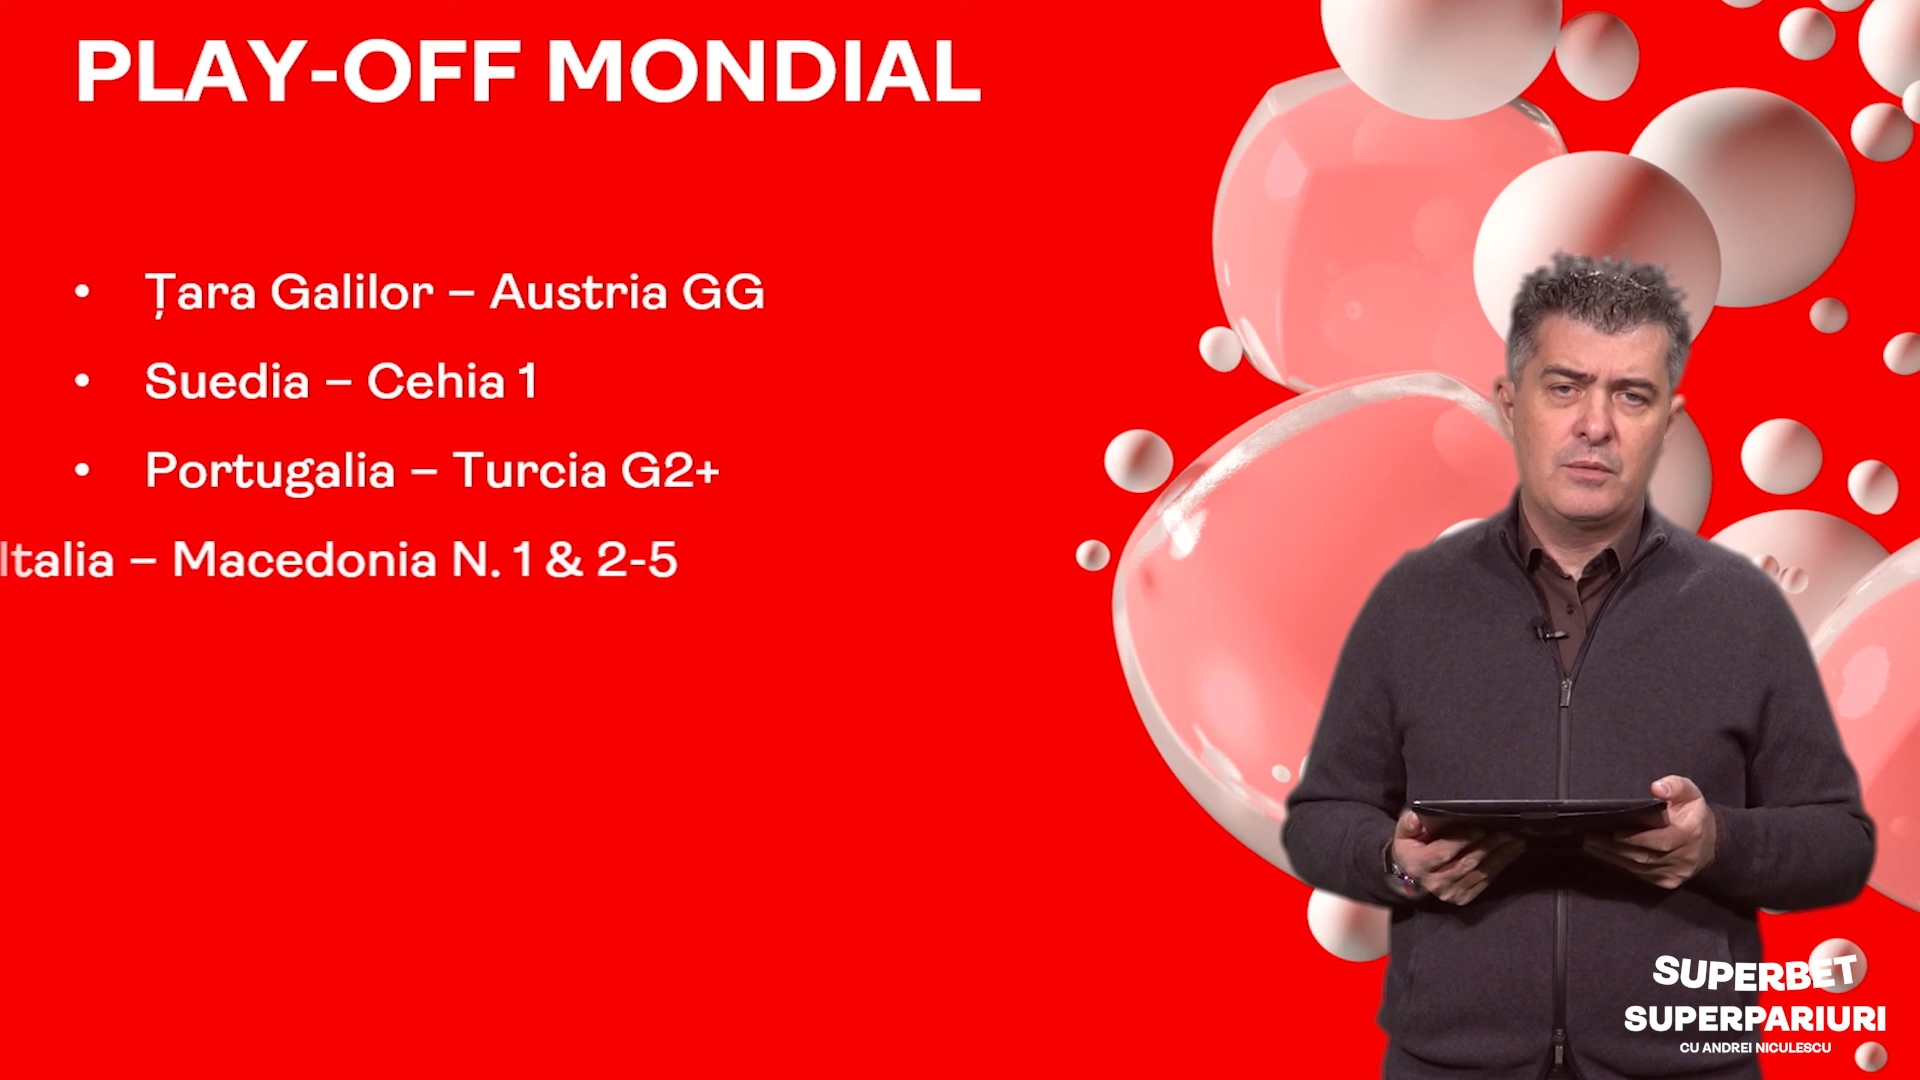 PLAY-OFF MONDIAL
• Țara Galilor – Austria GG
• Suedia – Cehia 1
• Portugalia – Turcia G2+
Italia – Macedonia N. 1 & 2-5
SUPERBET
SUPERPARIURI
CU ANDREI NICULESCU